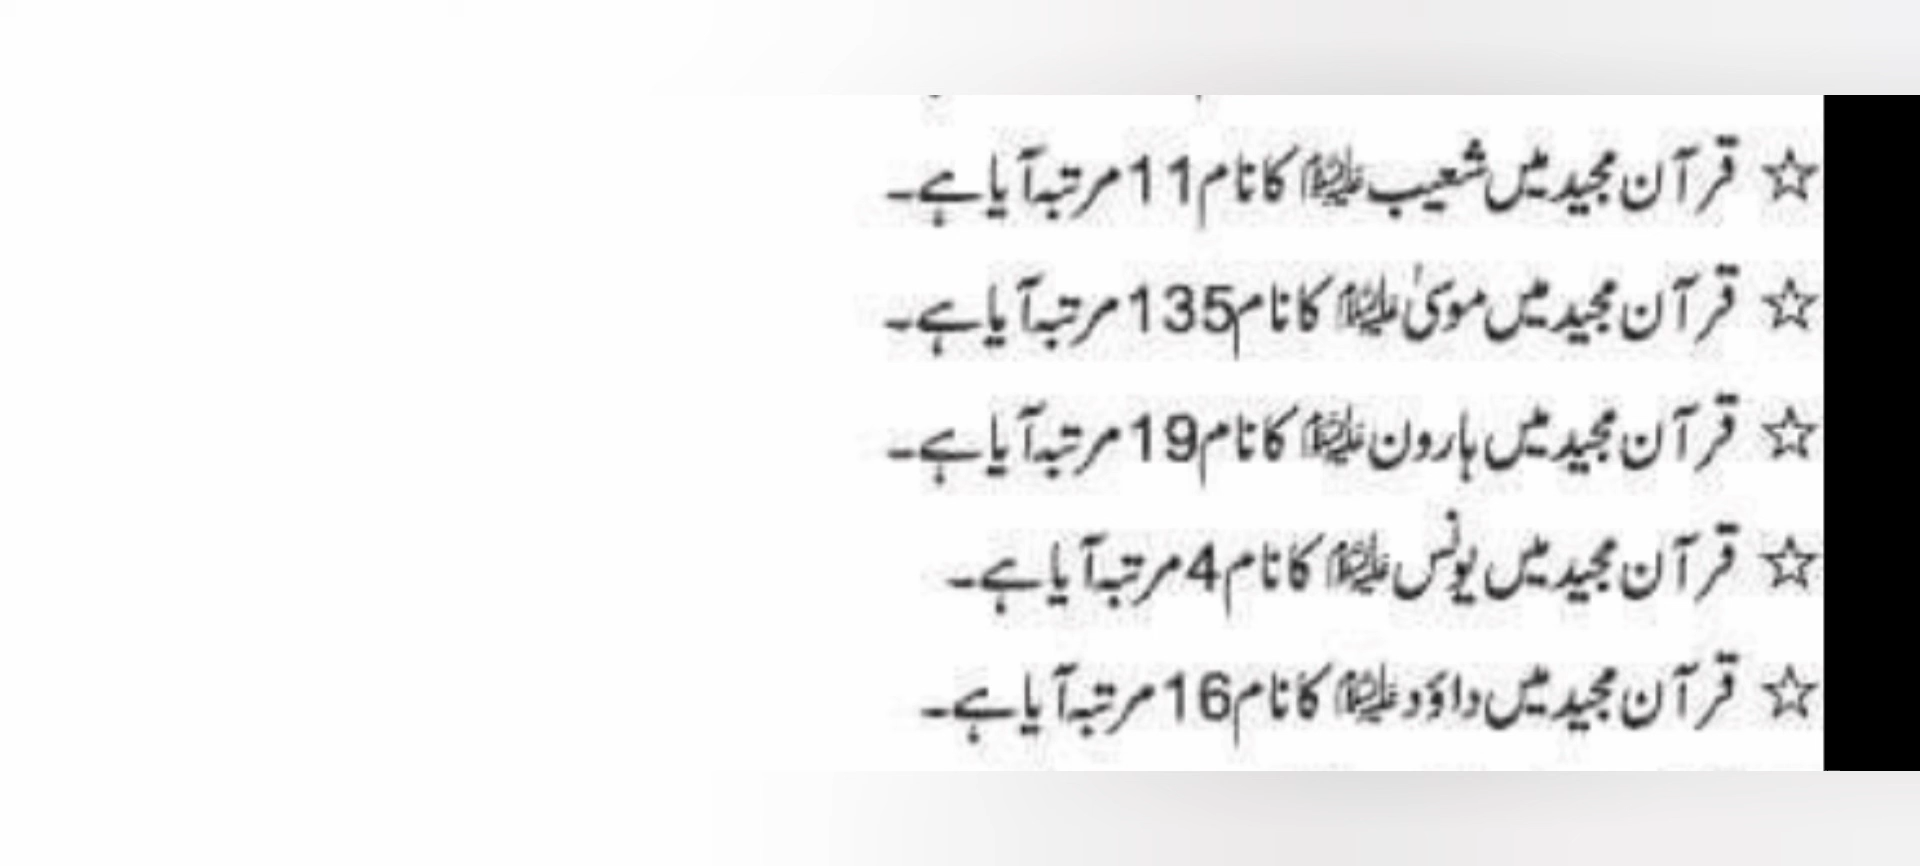 ☆ قرآن مجید میں شعیب علیہ السلام کا نام 11 مرتبہ آیا ہے۔
☆ قرآن مجید میں موسیٰ علیہ السلام کا نام 135 مرتبہ آیا ہے۔
☆ قرآن مجید میں ہارون علیہ السلام کا نام 19 مرتبہ آیا ہے۔
☆ قرآن مجید میں یونس علیہ السلام کا نام 4 مرتبہ آیا ہے۔
☆ قرآن مجید میں داؤد علیہ السلام کا نام 16 مرتبہ آیا ہے۔